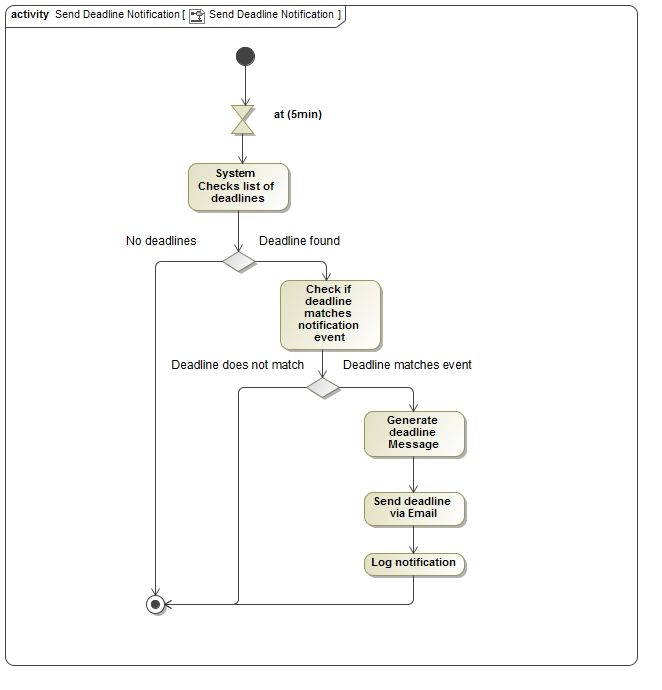 activity Send Deadline Notification [ Send Deadline Notification ]
at (5min)
System
Checks list of
deadlines
No deadlines
Deadline found
Check if
deadline
matches
notification
event
Deadline does not match
Deadline matches event
Generate
deadline
Message
Send deadline
via Email
Log notification